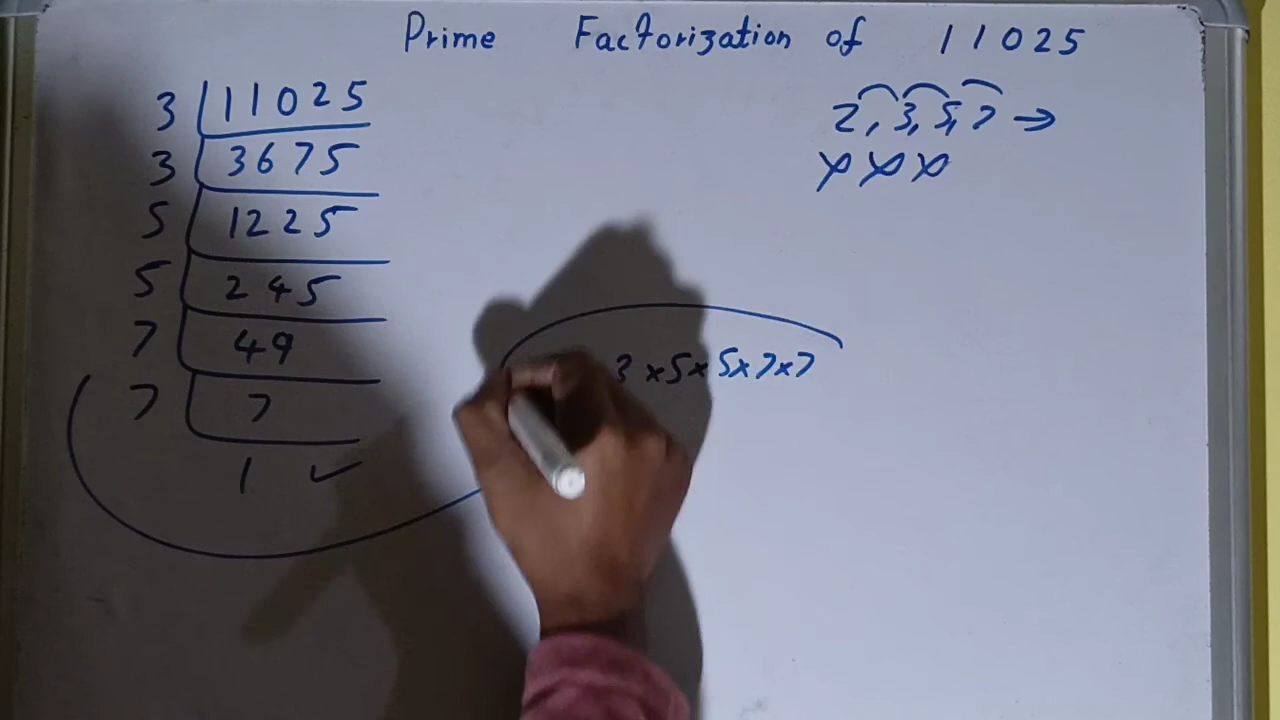 Prime Factorization of 11025
2, 3, 5, 7 →
3 | 11025
3 | 3675
5 | 1225
5 | 245
7 | 49
7 | 7
1 ✓
3 × 5 × 5 × 7 × 7